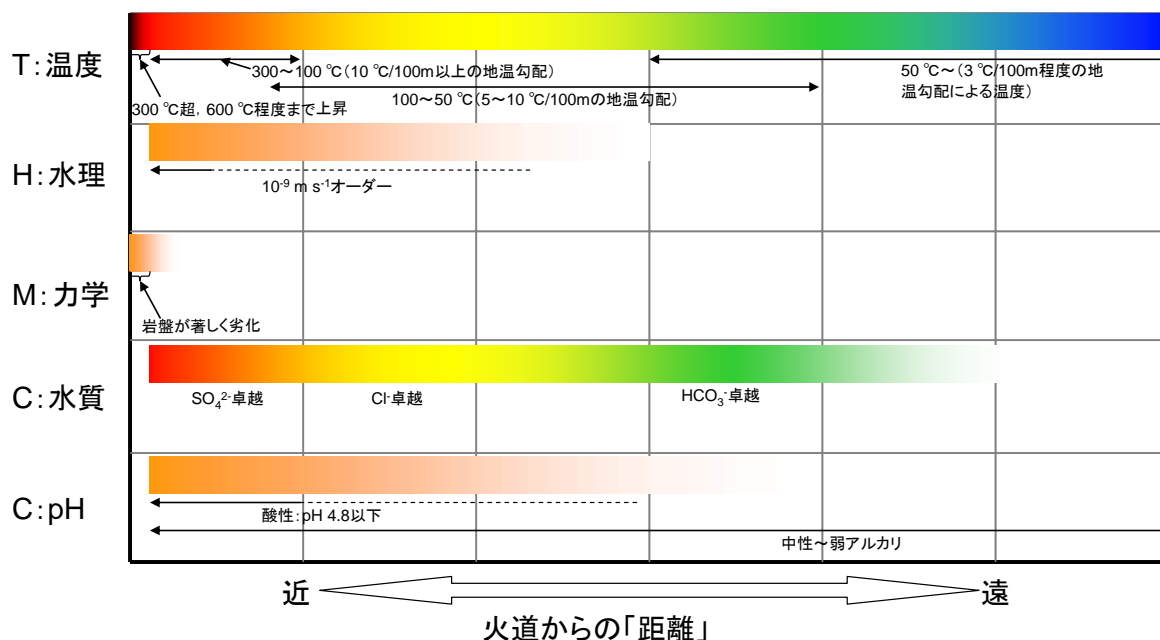 T：温度
300～100 ℃（10 ℃/100m以上の地温勾配）
50 ℃～（3 ℃/100m程度の地
温勾配による温度）
100～50 ℃（5～10 ℃/100mの地温勾配）
300 ℃超，600 ℃程度まで上昇
H：水理
10⁻⁹ m s⁻¹オーダー
M：力学
岩盤が著しく劣化
C：水質
SO₄²⁻卓越
Cl⁻卓越
HCO₃⁻卓越
C：pH
酸性：pH 4.8以下
中性～弱アルカリ
近
遠
火道からの「距離」